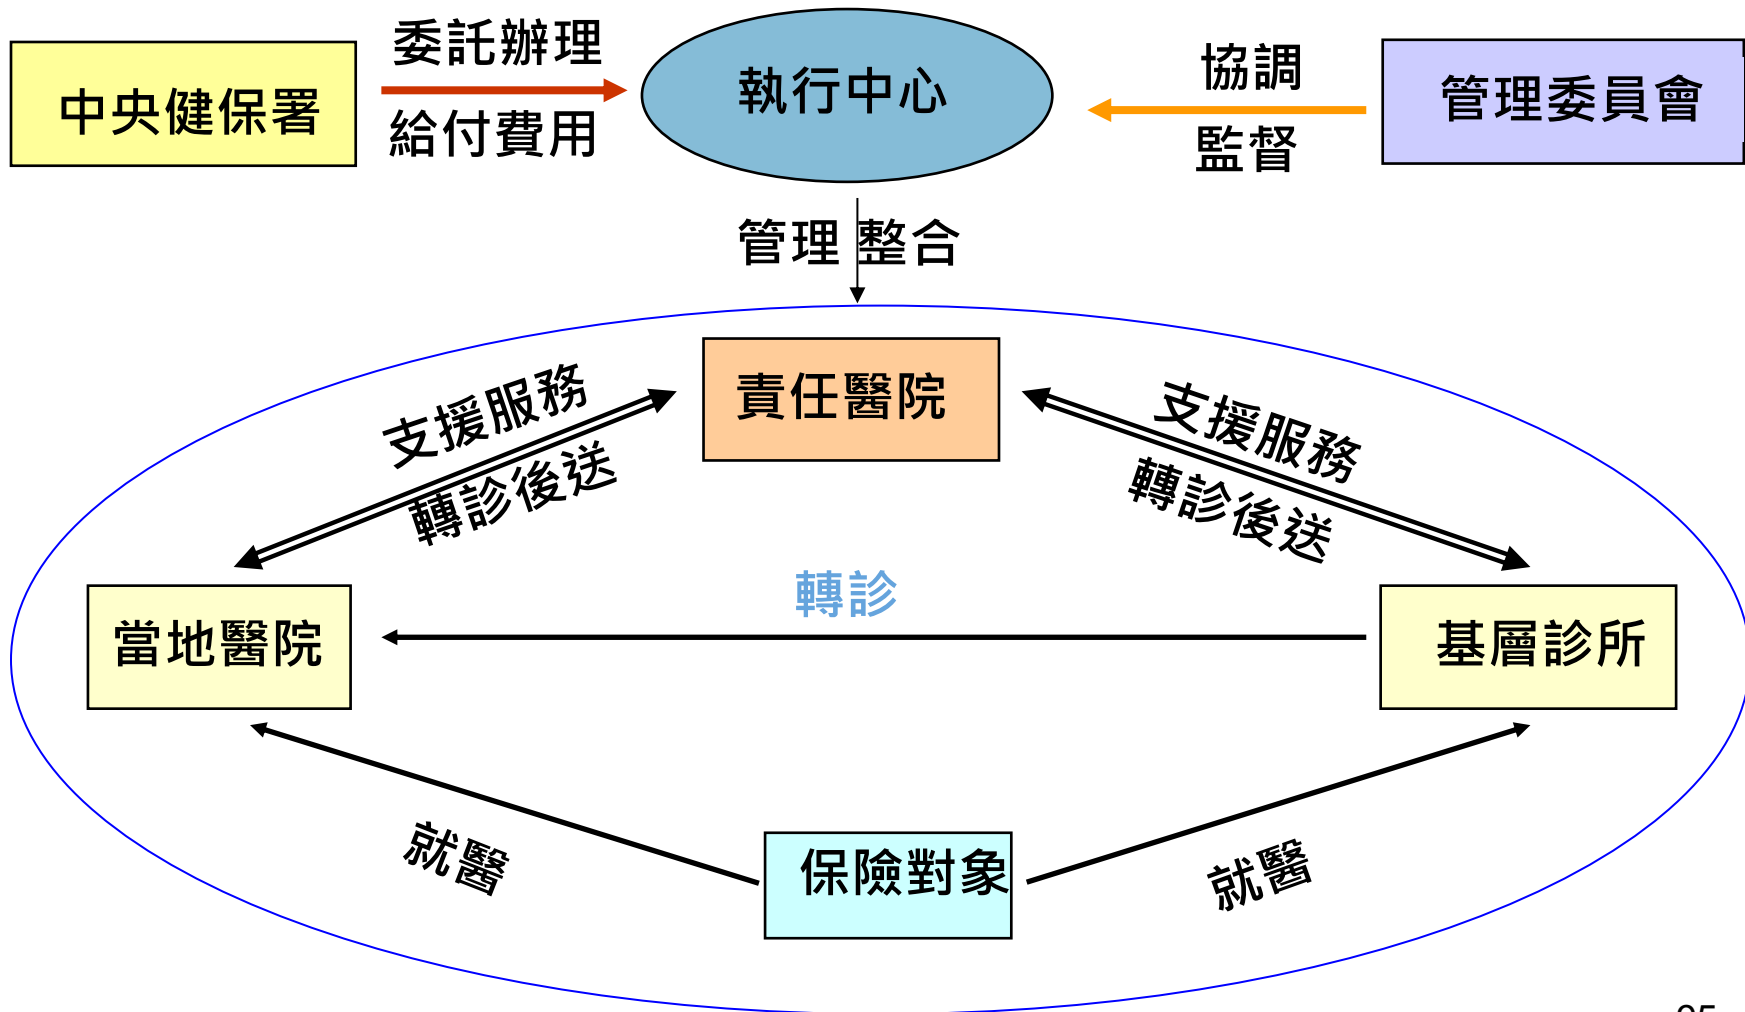 委託辦理
中央健保署
給付費用
執行中心
協調
監督
管理委員會
管理 整合
責任醫院
支援服務
轉診後送
支援服務
轉診後送
轉診
當地醫院
基層診所
就醫
保險對象
就醫